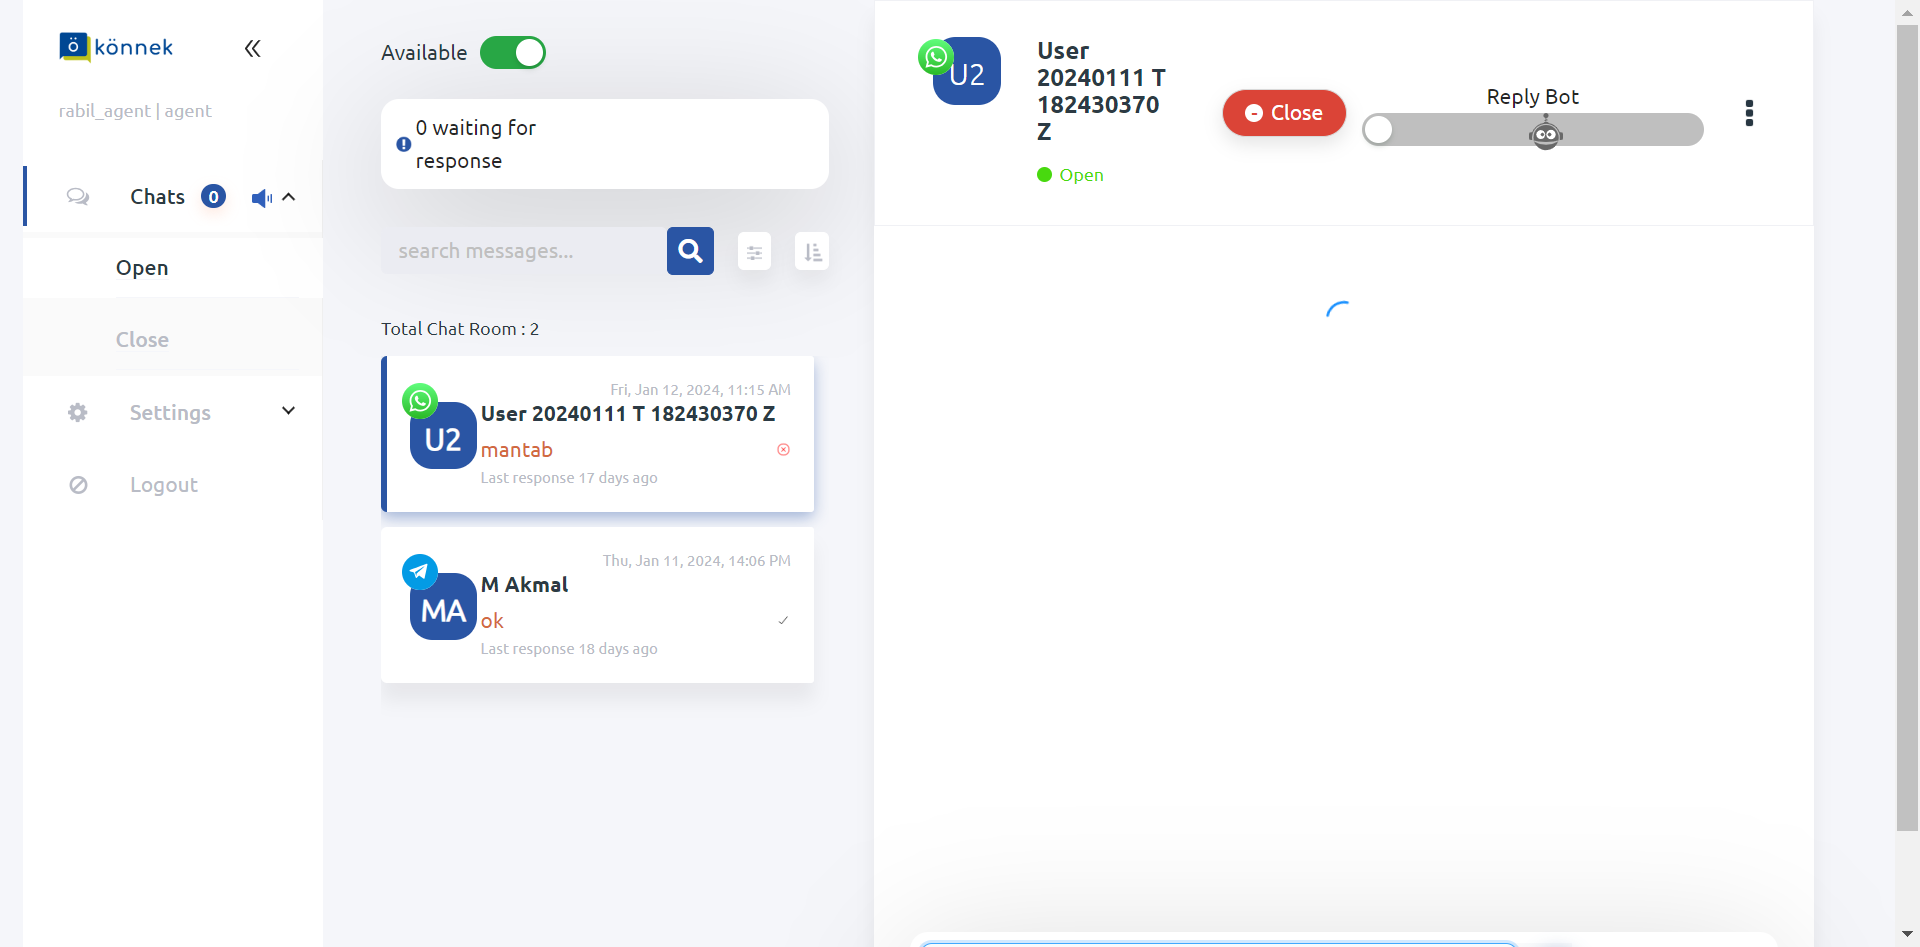 ö könnek
rabil_agent | agent
Chats 0
Open
Close
Settings
Logout
Available
0 waiting for
response
search messages...
Total Chat Room : 2
Fri, Jan 12, 2024, 11:15 AM
User 20240111 T 182430370 Z
U2
mantab
Last response 17 days ago
Thu, Jan 11, 2024, 14:06 PM
M Akmal
MA
ok
Last response 18 days ago
U2
User
20240111 T
182430370
Z
Open
Close
Reply Bot